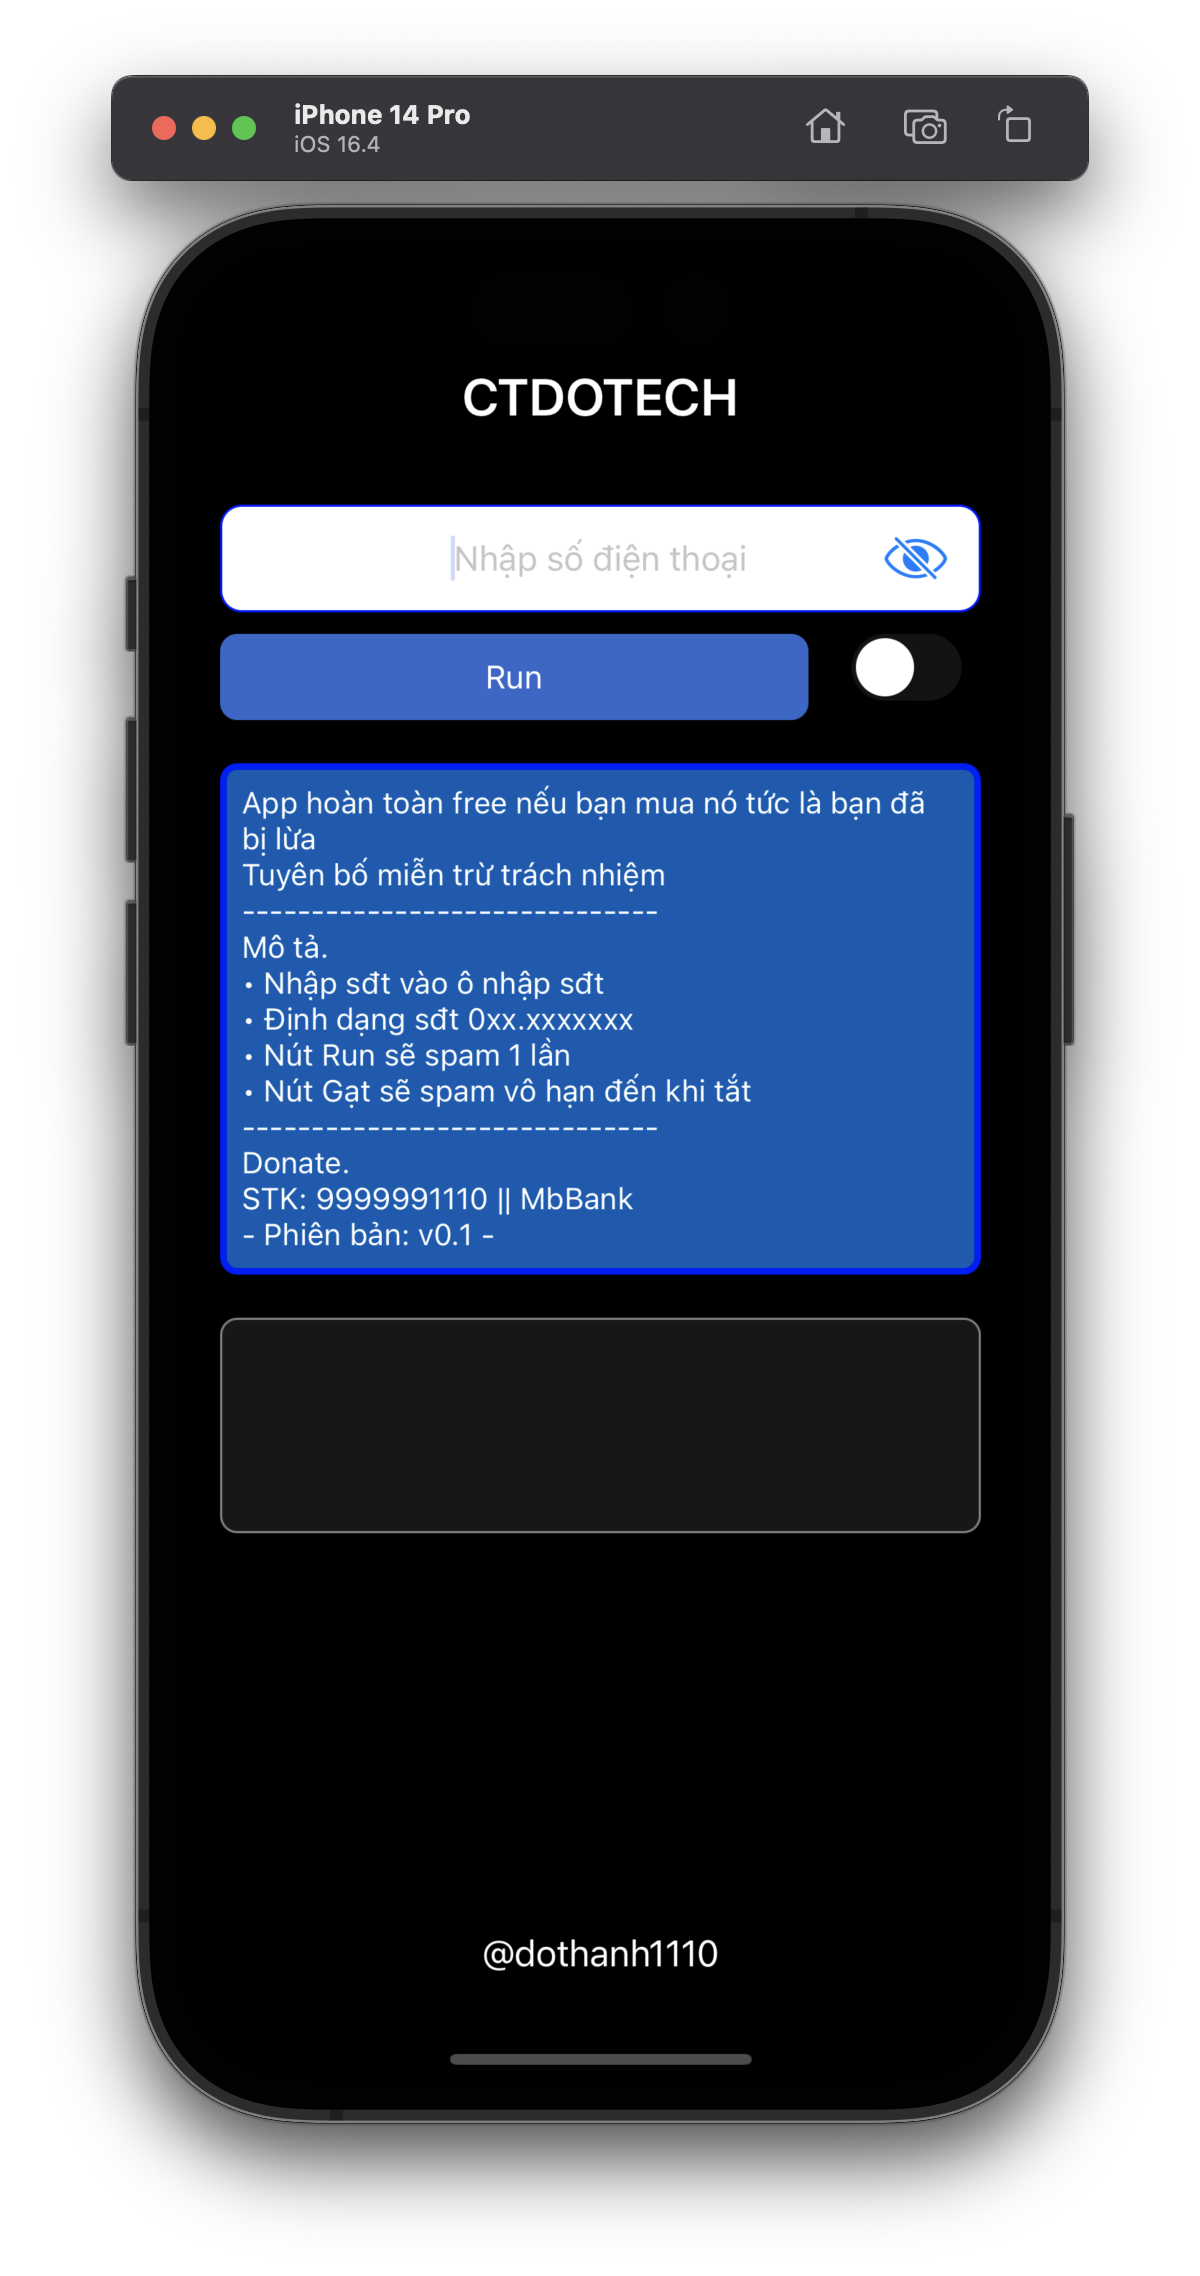 iPhone 14 Pro
iOS 16.4
CTDOTECH
Nhập số điện thoại
Run
App hoàn toàn free nếu bạn mua nó tức là bạn đã
bị lừa
Tuyên bố miễn trừ trách nhiệm
------------------------------
Mô tả.
• Nhập sđt vào ô nhập sđt
• Định dạng sđt 0xx.xxxxxxx
• Nút Run sẽ spam 1 lần
• Nút Gạt sẽ spam vô hạn đến khi tắt
------------------------------
Donate.
STK: 9999991110 || MbBank
- Phiên bản: v0.1 -
@dothanh1110